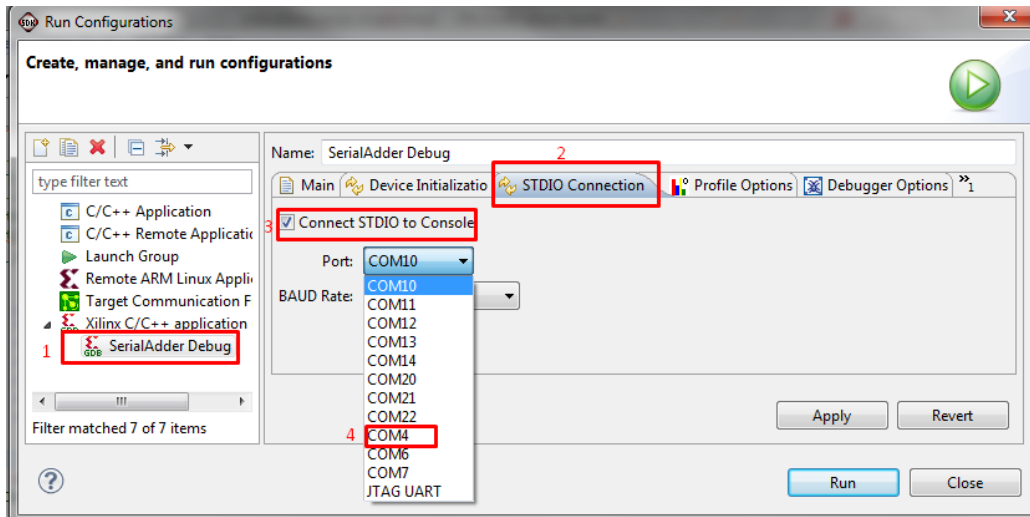 Run Configurations
Create, manage, and run configurations
type filter text
C/C++ Application
C/C++ Remote Applicatic
Launch Group
Remote ARM Linux Appli
Target Communication F
Xilinx C/C++ application
1 SerialAdder Debug
Filter matched 7 of 7 items
Name: SerialAdder Debug
2
Main Device Initializatio STDIO Connection Profile Options Debugger Options »1
3 Connect STDIO to Console
Port: COM10
BAUD Rate:
COM10
COM11
COM12
COM13
COM14
COM20
COM21
COM22
4 COM4
COM6
COM7
JTAG UART
Apply Revert
? Run Close